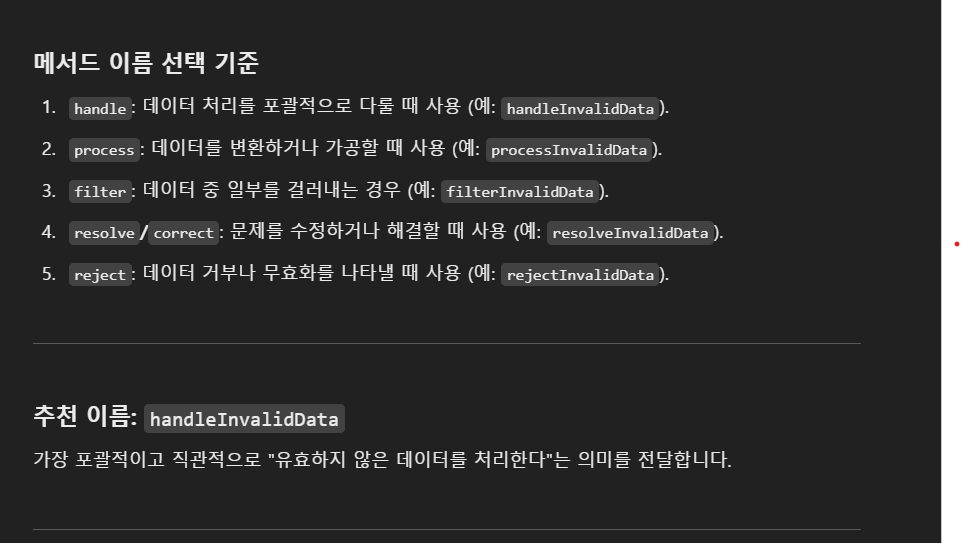 메서드 이름 선택 기준
1. handle: 데이터 처리를 포괄적으로 다룰 때 사용 (예: handleInvalidData).
2. process: 데이터를 변환하거나 가공할 때 사용 (예: processInvalidData).
3. filter: 데이터 중 일부를 걸러내는 경우 (예: filterInvalidData).
4. resolve/correct: 문제를 수정하거나 해결할 때 사용 (예: resolveInvalidData).
5. reject: 데이터 거부나 무효화를 나타낼 때 사용 (예: rejectInvalidData).
추천 이름: handleInvalidData
가장 포괄적이고 직관적으로 "유효하지 않은 데이터를 처리한다"는 의미를 전달합니다.